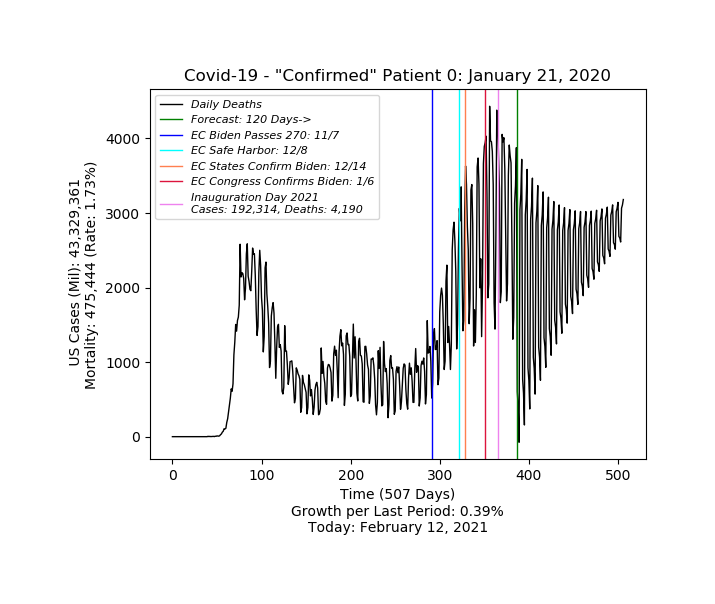 Covid-19 - "Confirmed" Patient 0: January 21, 2020
Daily Deaths
Forecast: 120 Days->
EC Biden Passes 270: 11/7
EC Safe Harbor: 12/8
EC States Confirm Biden: 12/14
EC Congress Confirms Biden: 1/6
Inauguration Day 2021
Cases: 192,314, Deaths: 4,190
US Cases (Mil): 43,329,361
Mortality: 475,444 (Rate: 1.73%)
4000
3000
2000
1000
0
0 100 200 300 400 500
Time (507 Days)
Growth per Last Period: 0.39%
Today: February 12, 2021